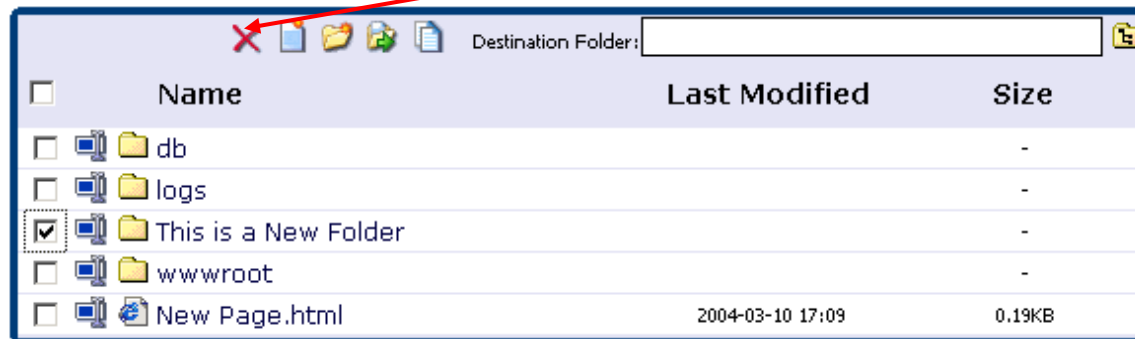 Destination Folder:
Name Last Modified Size
db -
logs -
This is a New Folder -
wwwroot -
New Page.html 2004-03-10 17:09 0.19KB